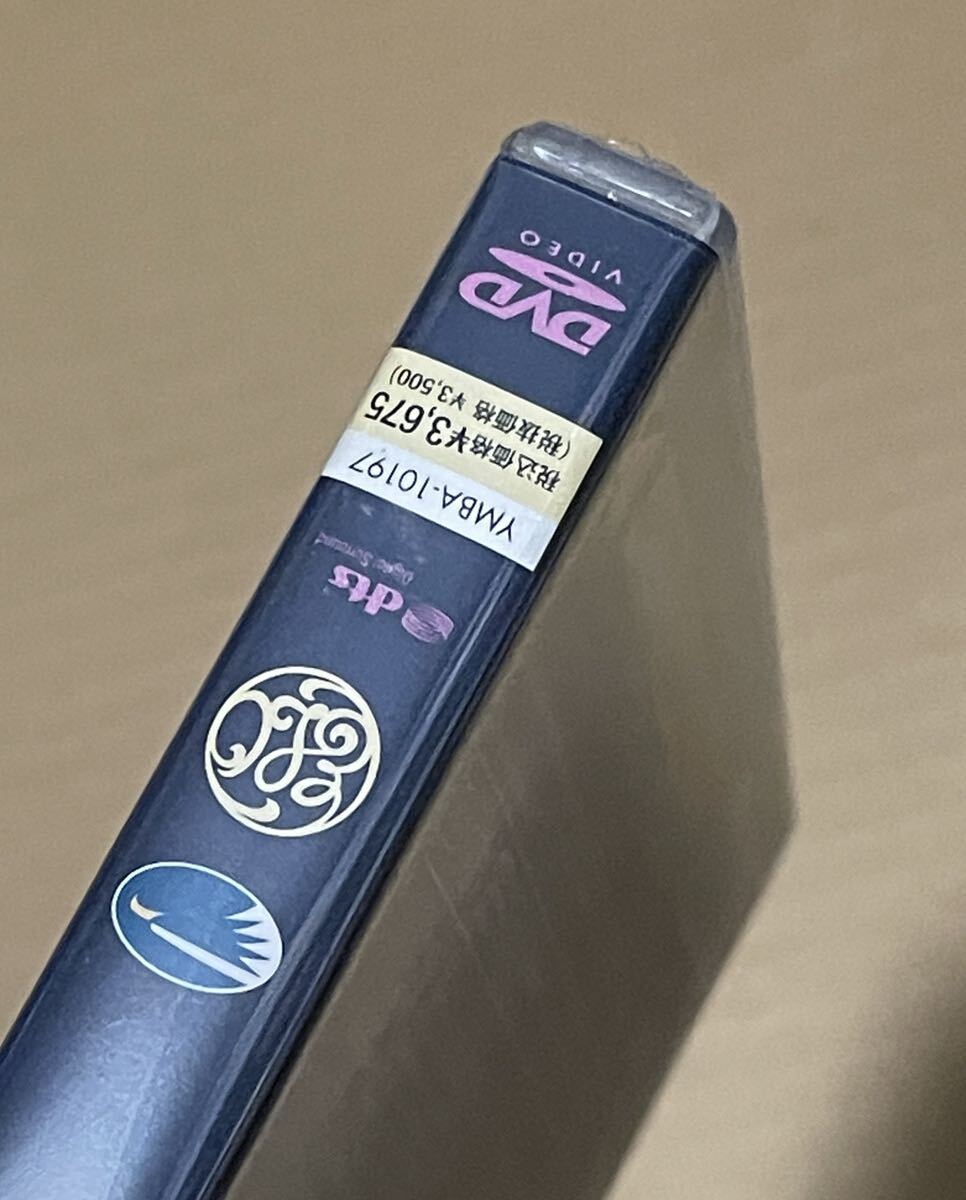 YMBA-10197
税込価格¥3,675
(税抜価格 ¥3,500)
DVD
VIDEO
dts
Digital Surround